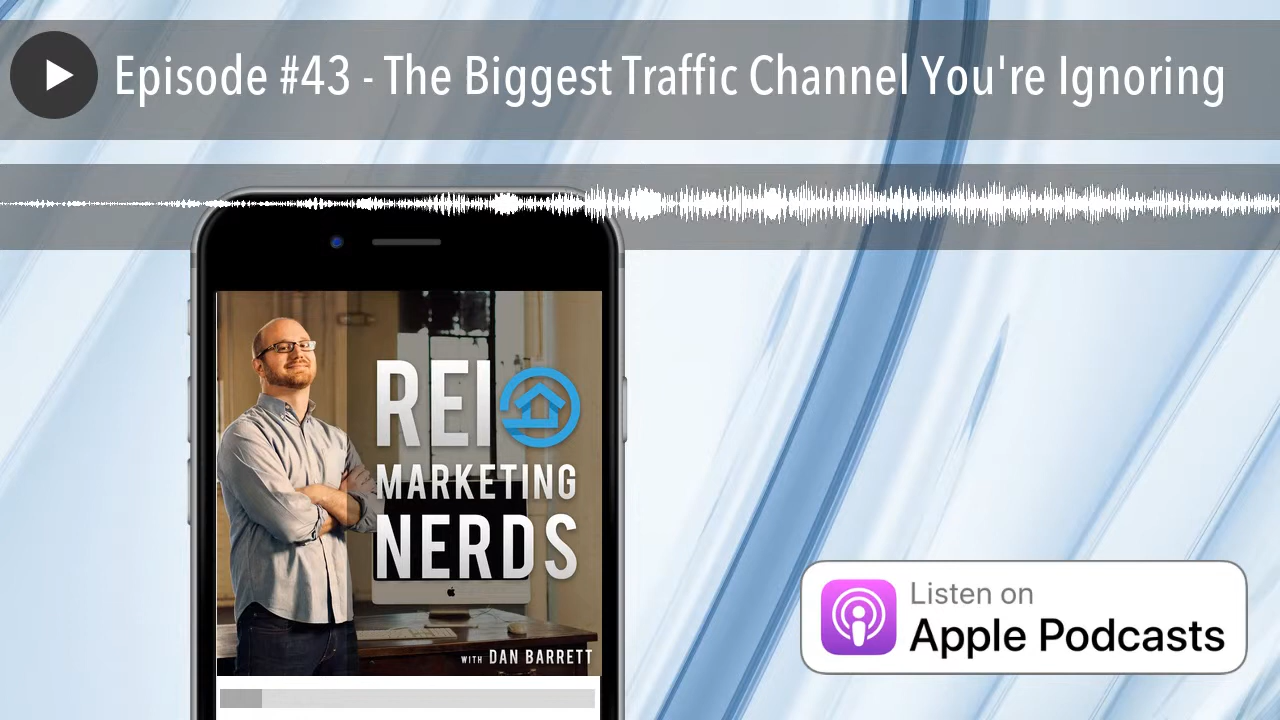 Episode #43 - The Biggest Traffic Channel You're Ignoring
REI
MARKETING
NERDS
WITH DAN BARRETT
Listen on
Apple Podcasts